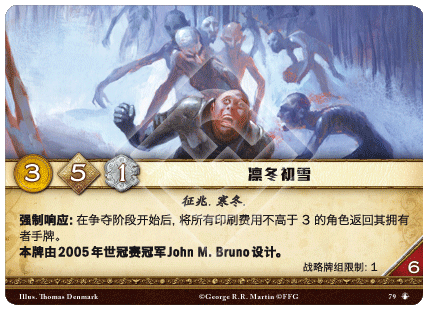 3 5 1 凛冬初雪
征兆. 寒冬.
强制响应: 在争夺阶段开始后, 将所有印刷费用不高于 3 的角色返回其拥有
者手牌。
本牌由2005年世冠赛冠军John M. Bruno设计。
战略牌组限制: 1
6
Illus. Thomas Denmark ©George R.R. Martin ©FFG 79